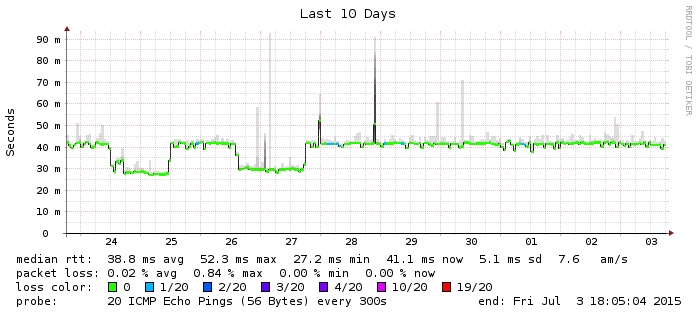 Last 10 Days
RRDTOOL / TOBI OETIKER
Seconds
90 m
80 m
70 m
60 m
50 m
40 m
30 m
20 m
10 m
0
24 25 26 27 28 29 30 01 02 03
median rtt: 38.8 ms avg 52.3 ms max 27.2 ms min 41.1 ms now 5.1 ms sd 7.6 am/s
packet loss: 0.02 % avg 0.84 % max 0.00 % min 0.00 % now
loss color: 0 1/20 2/20 3/20 4/20 10/20 19/20
probe: 20 ICMP Echo Pings (56 Bytes) every 300s end: Fri Jul 3 18:05:04 2015